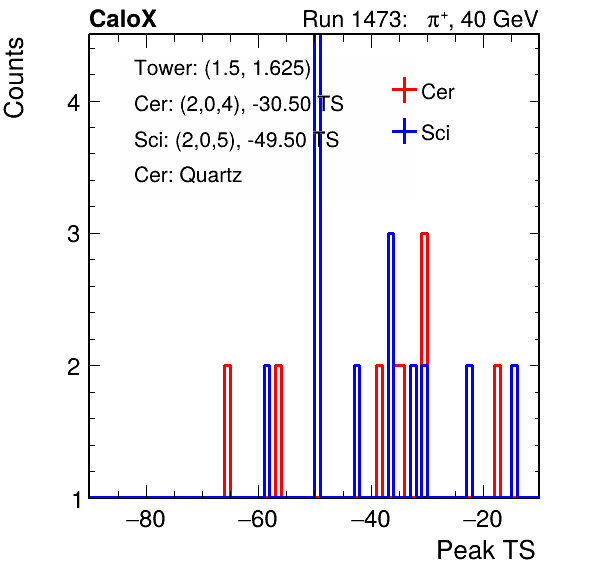 CaloX Run 1473: π⁺, 40 GeV
Counts
Tower: (1.5, 1.625)
Cer: (2,0,4), -30.50 TS
Sci: (2,0,5), -49.50 TS
Cer: Quartz
Cer
Sci
4
3
2
1
−80 −60 −40 −20
Peak TS